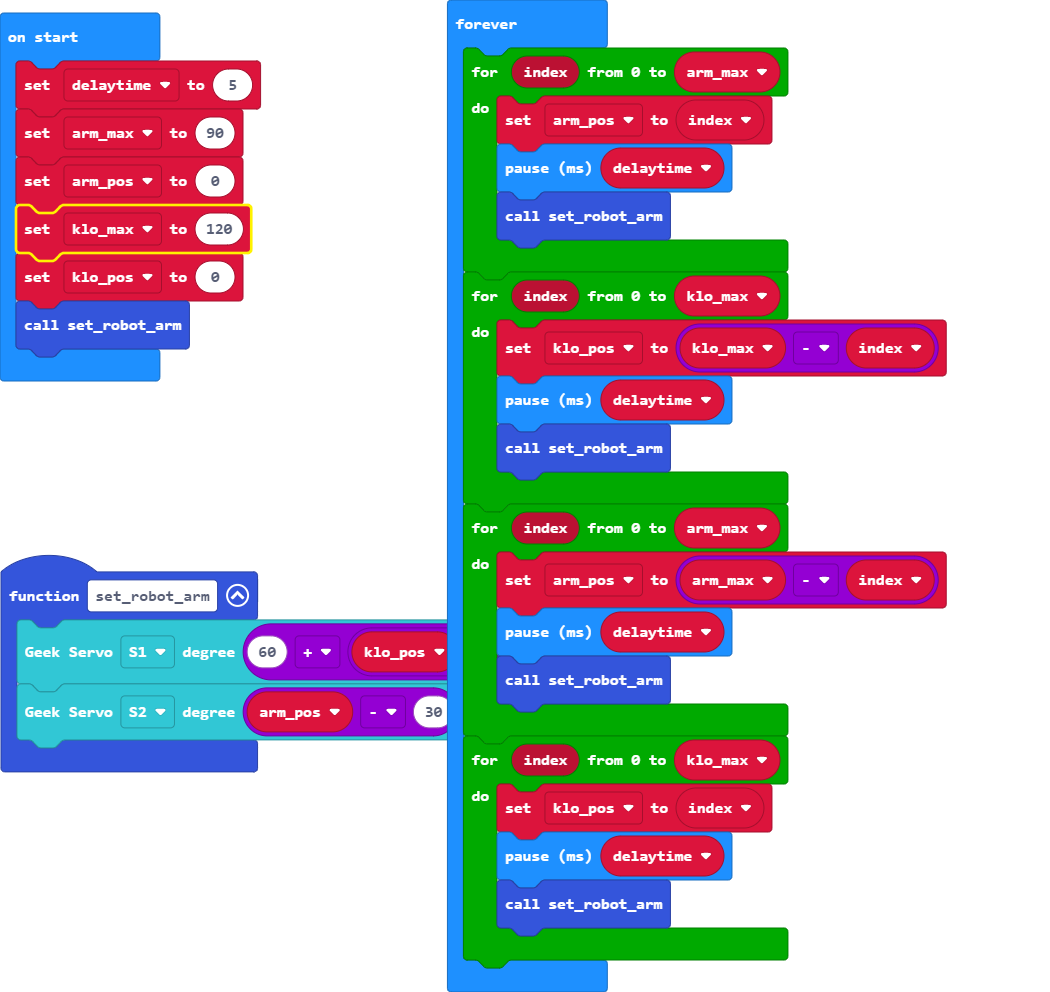 on start
set delaytime to 5
set arm_max to 90
set arm_pos to 0
set klo_max to 120
set klo_pos to 0
call set_robot_arm
function set_robot_arm
Geek Servo S1 degree 60 + klo_pos
Geek Servo S2 degree arm_pos - 30
forever
for index from 0 to arm_max
do set arm_pos to index
pause (ms) delaytime
call set_robot_arm
for index from 0 to klo_max
do set klo_pos to klo_max - index
pause (ms) delaytime
call set_robot_arm
for index from 0 to arm_max
do set arm_pos to arm_max - index
pause (ms) delaytime
call set_robot_arm
for index from 0 to klo_max
do set klo_pos to index
pause (ms) delaytime
call set_robot_arm